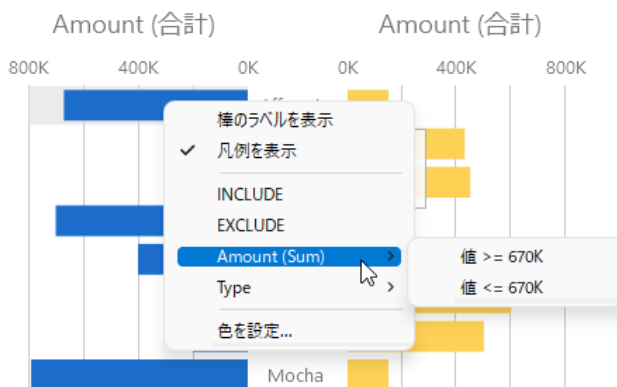 Amount (合計) Amount (合計)
800K 400K 0K 0K 400K 800K
棒のラベルを表示
凡例を表示
INCLUDE
EXCLUDE
Amount (Sum)
値 >= 670K
Type
値 <= 670K
色を設定...
Mocha